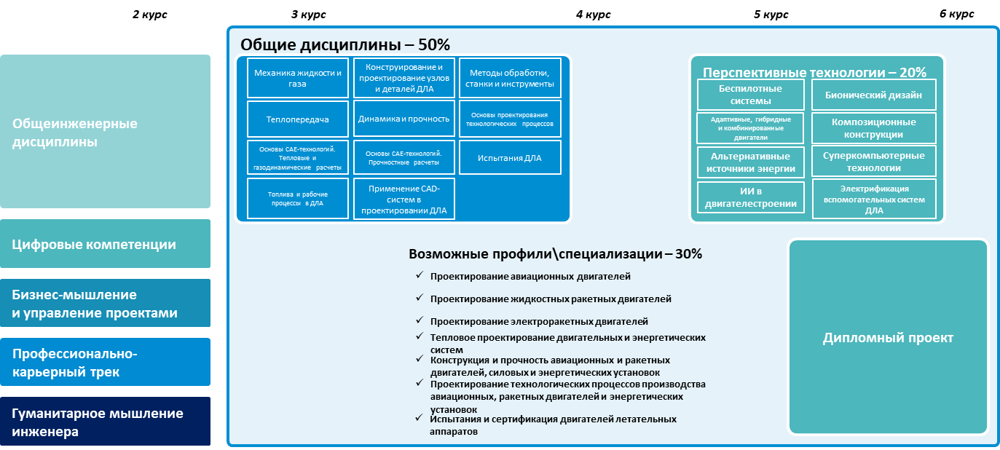 2 курс
3 курс
4 курс
5 курс
6 курс
Общеинженерные
дисциплины
Цифровые компетенции
Бизнес-мышление
и управление проектами
Профессионально-
карьерный трек
Гуманитарное мышление
инженера
Общие дисциплины – 50%
Механика жидкости и
газа
Конструирование и
проектирование узлов
и деталей ДЛА
Методы обработки,
станки и инструменты
Теплопередача
Динамика и прочность
Основы проектирования
технологических процессов
Основы CAE-технологий.
Тепловые и
газодинамические расчеты
Основы CAE-технологий.
Прочностные расчеты
Испытания ДЛА
Топлива и рабочие
процессы в ДЛА
Применение CAD-
систем в
проектировании ДЛА
Перспективные технологии – 20%
Беспилотные
системы
Бионический дизайн
Адаптивные, гибридные
и комбинированные
двигатели
Композиционные
конструкции
Альтернативные
источники энергии
Суперкомпьютерные
технологии
ИИ в
двигателестроении
Электрификация
вспомогательных систем
ДЛА
Возможные профили\специализации – 30%
✓ Проектирование авиационных двигателей
✓ Проектирование жидкостных ракетных двигателей
✓ Проектирование электроракетных двигателей
✓ Тепловое проектирование двигательных и энергетических
систем
✓ Конструкция и прочность авиационных и ракетных
двигателей, силовых и энергетических установок
✓ Проектирование технологических процессов производства
авиационных, ракетных двигателей и энергетических
установок
✓ Испытания и сертификация двигателей летательных
аппаратов
Дипломный проект